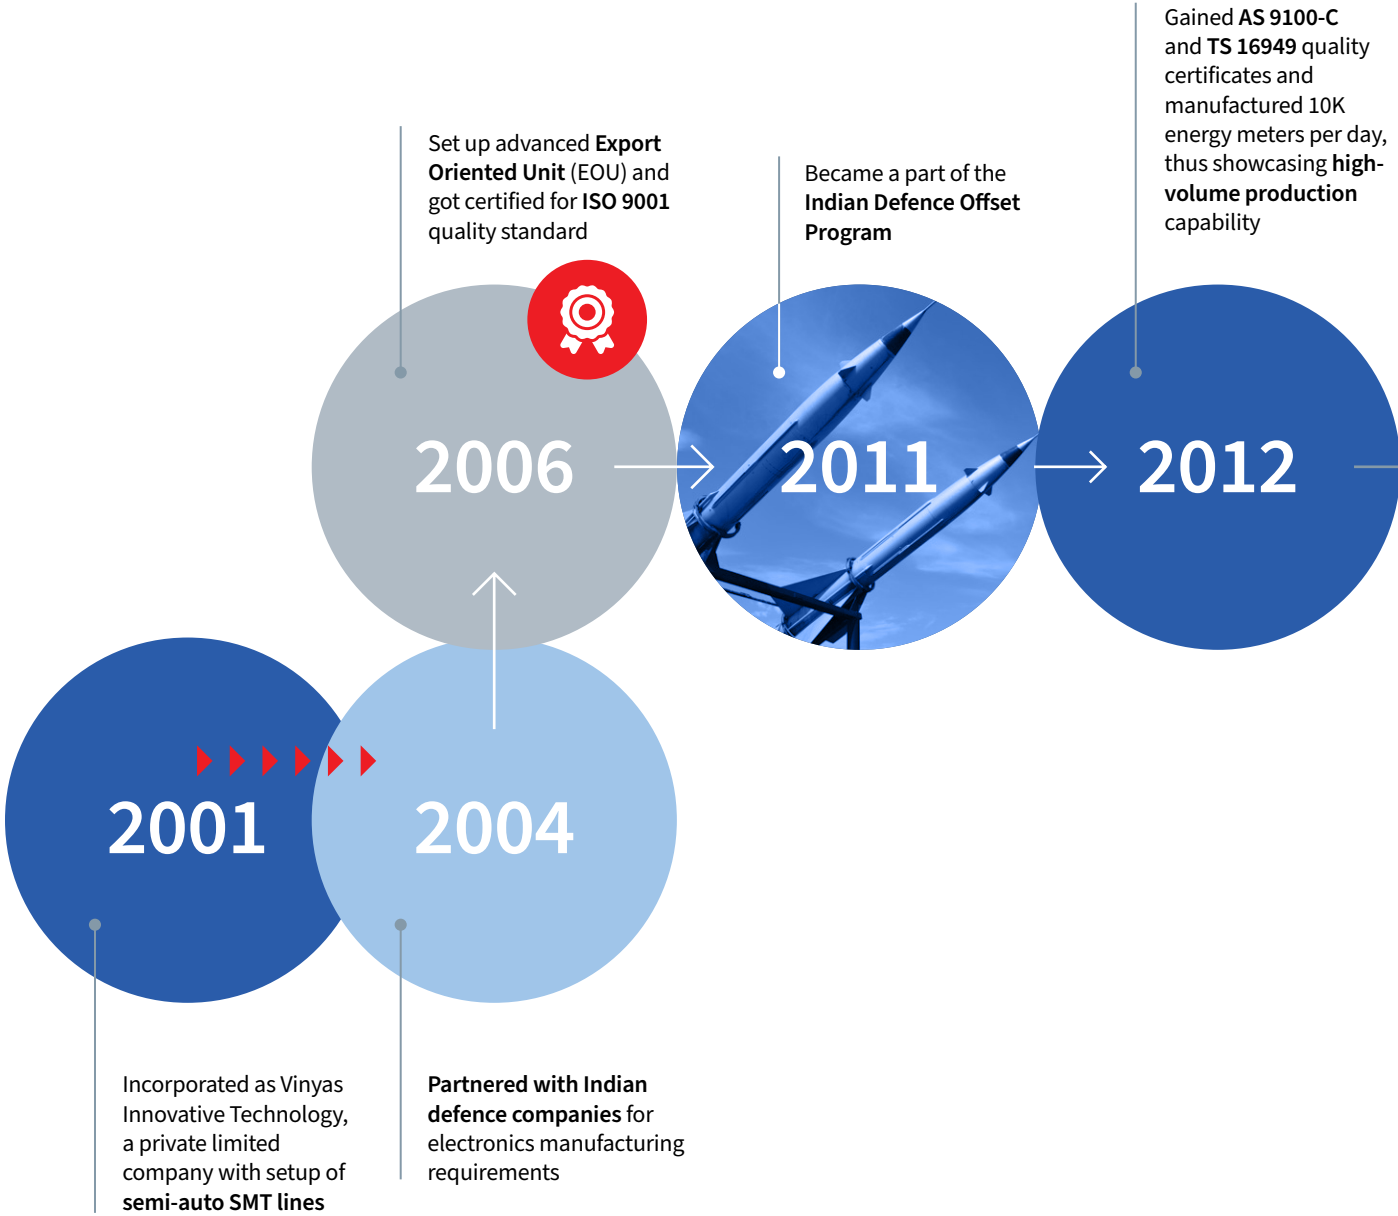 Gained AS 9100-C
and TS 16949 quality
certificates and
manufactured 10K
energy meters per day,
thus showcasing high-
volume production
capability
Set up advanced Export
Oriented Unit (EOU) and
got certified for ISO 9001
quality standard
Became a part of the
Indian Defence Offset
Program
2006
2011
2012
2001
2004
Incorporated as Vinyas
Innovative Technology,
a private limited
company with setup of
semi-auto SMT lines
Partnered with Indian
defence companies for
electronics manufacturing
requirements